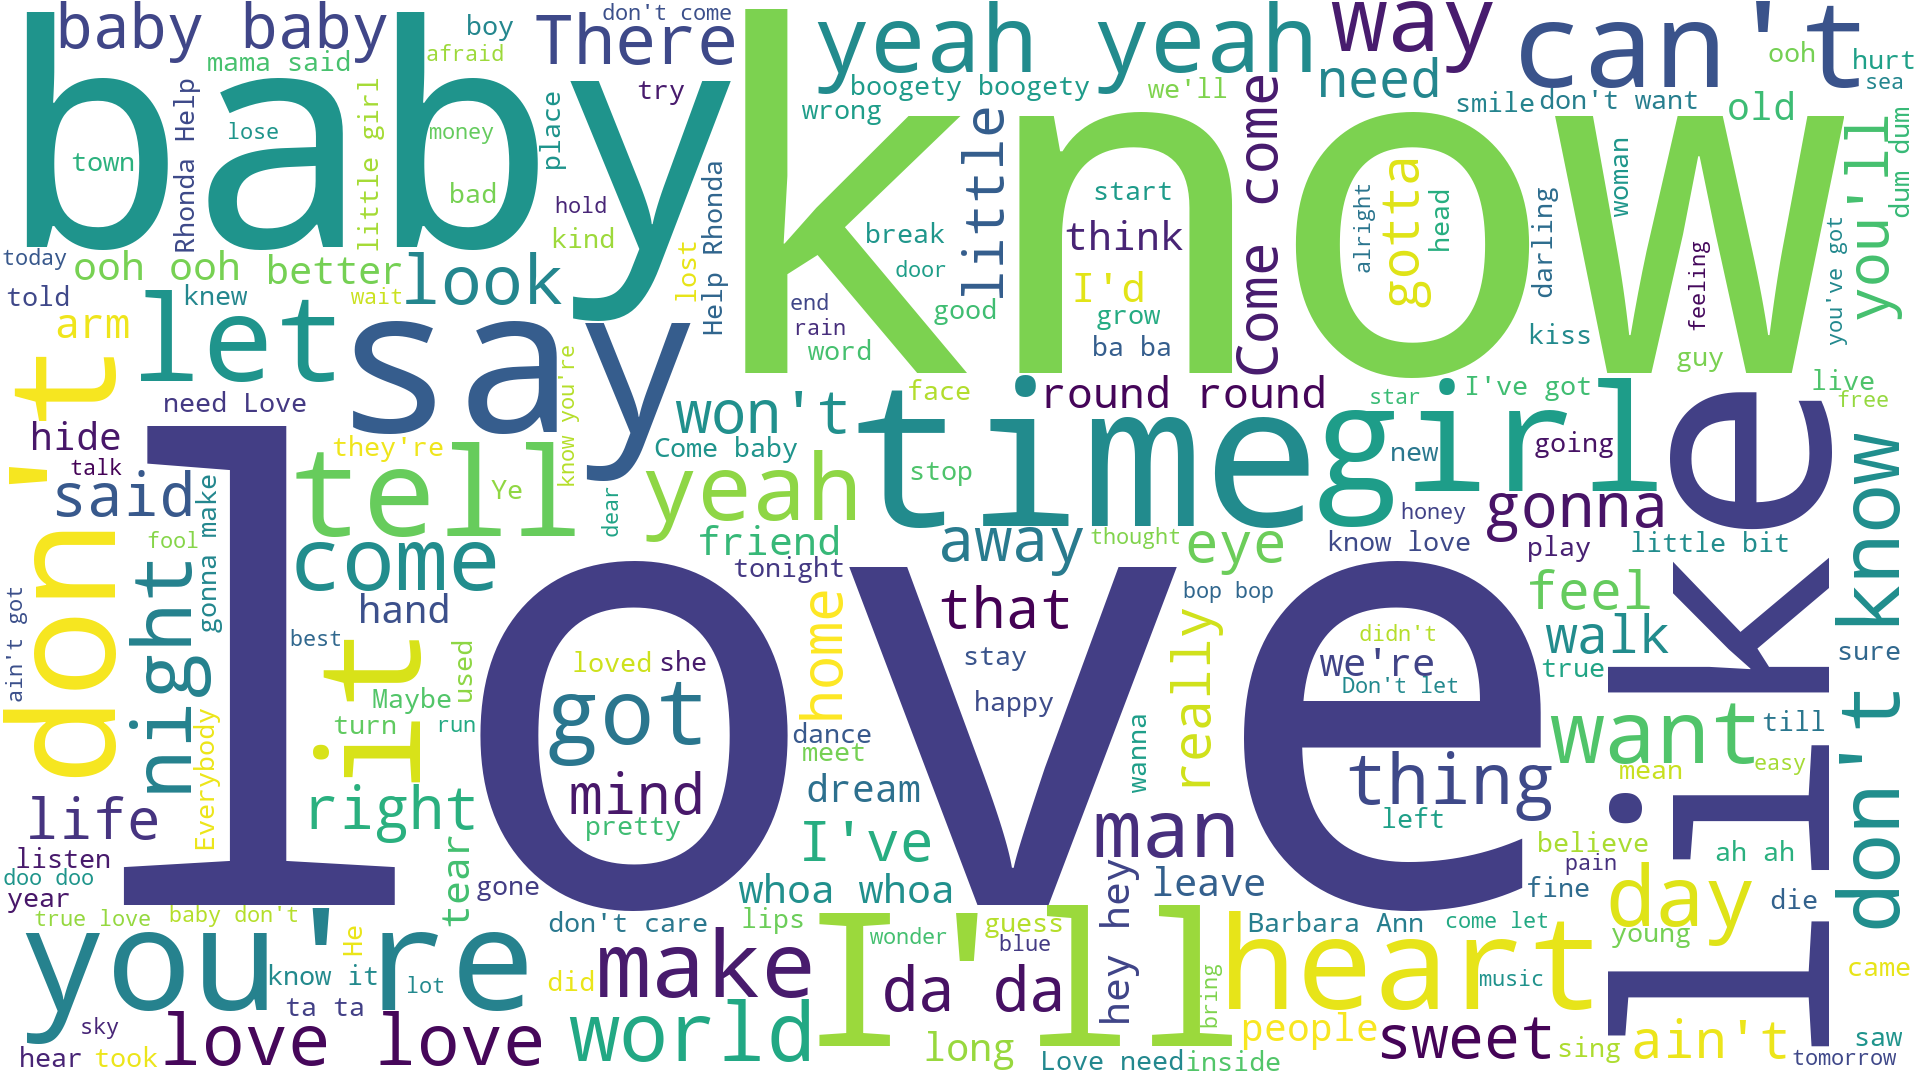 baby baby
boy
don't come
There
afraid
mama said
yeah yeah
way
can't
ooh
hurt
sea
baby
know
try
boogety boogety
we'll
wrong
need
smile
don't want
old
you'll
dum dum
Rhonda Help
lose
little girl
money
place
town
bad
hold
kind
Help Rhonda
lost
little
Come come
start
think
break
door
good
I'd
grow
ba ba
gotta
alright
head
darling
woman
kiss
feeling
guy
you've got
today
told
ooh ooh
knew
better
wait
look
arm
let
say
end
rain
word
know you're
need Love
hide
talk
don't
said
they're
won't
Come baby
face
round round
time
girl
star
I've got
live
free
like
new
going
tell
Ye
dear
yeah
stop
gonna
honey
thought
eye
know love
play
little bit
don't know
fool
gonna make
come
friend
tonight
away
night
hand
best
ain't got
love
it
used
home
that
bop bop
really
feel
walk
true
sure
didn't
we're
Don't let
loved
she
stay
happy
got
Maybe
turn
run
dance
meet
wanna
want
till
easy
mean
Everybody
life
right
mind
pretty
dream
I've
man
thing
left
believe
pain
ah ah
listen
doo doo
year
tear
gone
whoa whoa
hey hey
leave
fine
day
die
young
true love
baby don't
He
don't care
lips
guess
wonder
blue
Barbara Ann
come let
you're
know it
lot
ta ta
did
make
I'll
da da
bring
heart
music
came
sky
hear
took
love love
world
long
Love need
inside
people
sweet
sing
ain't
saw
tomorrow